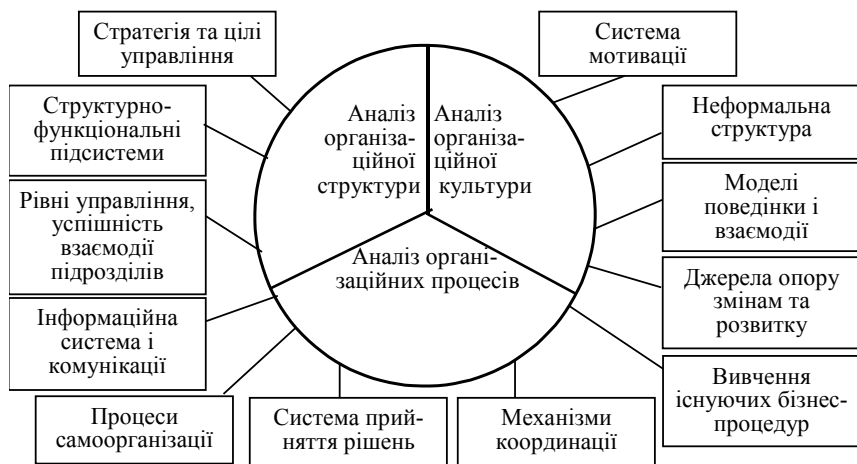 Стратегія та цілі
управління
Система
мотивації
Структурно-
функціональні
підсистеми
Аналіз
організа-
ційної
структури
Аналіз
організа-
ційної
культури
Неформальна
структура
Рівні управління,
успішність
взаємодії
підрозділів
Моделі
поведінки і
взаємодії
Аналіз органі-
заційних процесів
Джерела опору
змінам та
розвитку
Інформаційна
система і
комунікації
Вивчення
існуючих бізнес-
процедур
Процеси
самоорганізації
Система прий-
няття рішень
Механізми
координації